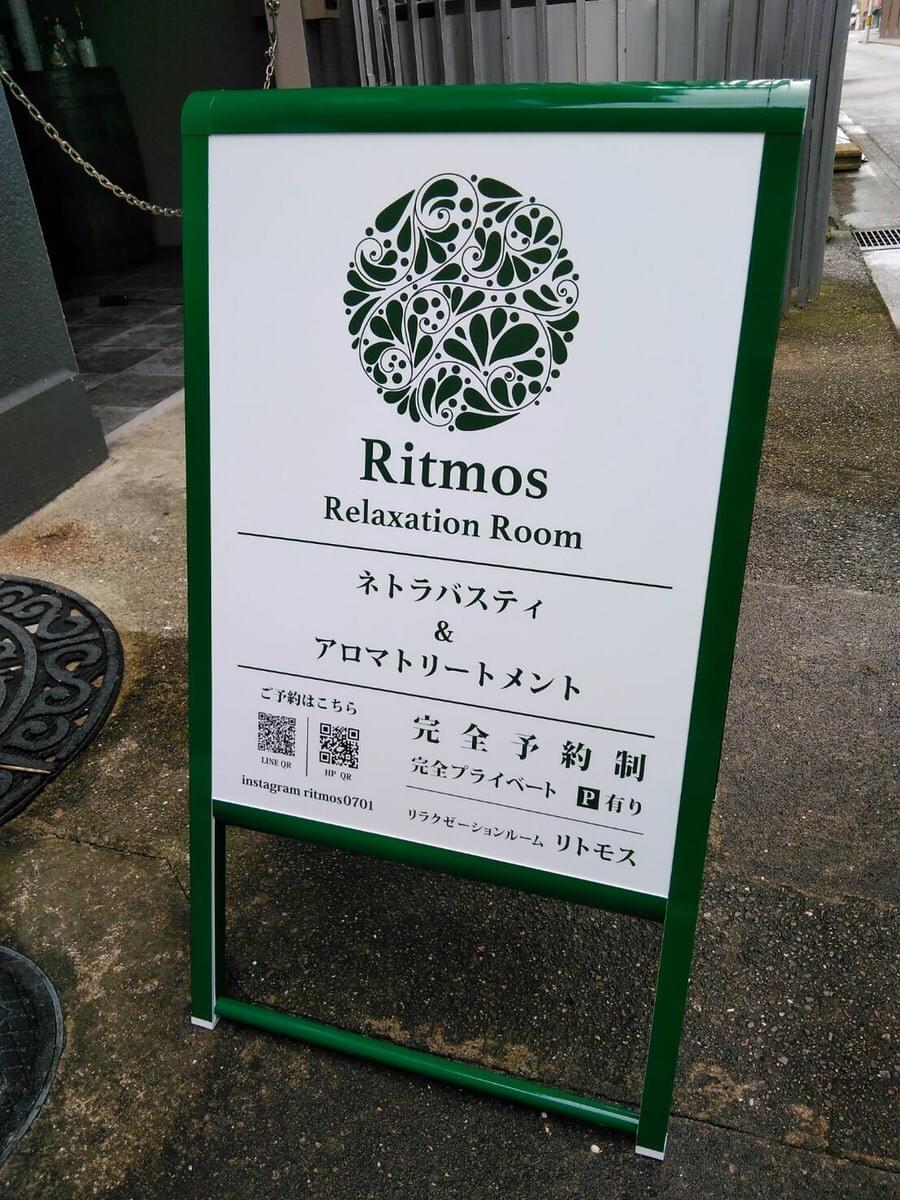 Ritmos
Relaxation Room
ネトラバスティ
&
アロマトリートメント
ご予約はこちら
LINE QR
HP QR
instagram ritmos0701
完全予約制
完全プライベート P有り
リラクゼーションルーム リトモス